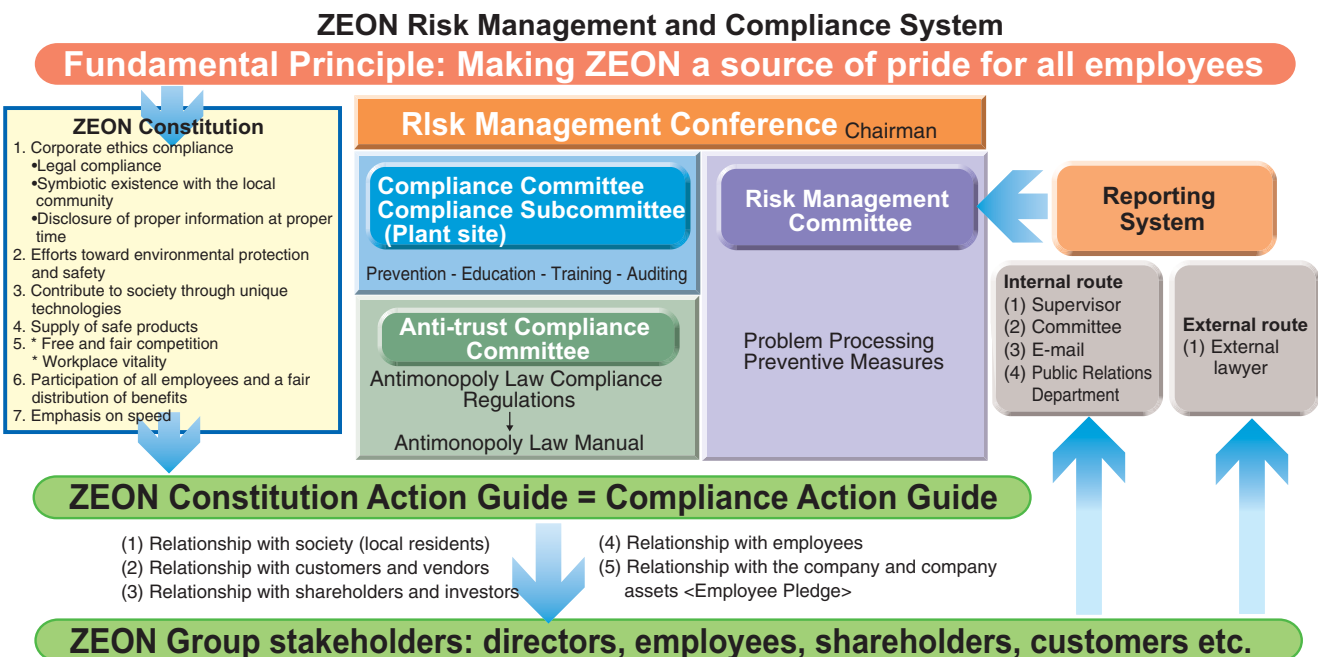 ZEON Risk Management and Compliance System
Fundamental Principle: Making ZEON a source of pride for all employees
ZEON Constitution
1. Corporate ethics compliance
•Legal compliance
•Symbiotic existence with the local
community
•Disclosure of proper information at proper
time
2. Efforts toward environmental protection
and safety
3. Contribute to society through unique
technologies
4. Supply of safe products
5. * Free and fair competition
* Workplace vitality
6. Participation of all employees and a fair
distribution of benefits
7. Emphasis on speed
RIsk Management Conference Chairman
Compliance Committee
Compliance Subcommittee
(Plant site)
Prevention - Education - Training - Auditing
Anti-trust Compliance
Committee
Antimonopoly Law Compliance
Regulations
Antimonopoly Law Manual
Risk Management
Committee
Problem Processing
Preventive Measures
Reporting
System
Internal route
(1) Supervisor
(2) Committee
(3) E-mail
(4) Public Relations
Department
External route
(1) External
lawyer
ZEON Constitution Action Guide = Compliance Action Guide
(1) Relationship with society (local residents)
(2) Relationship with customers and vendors
(3) Relationship with shareholders and investors
(4) Relationship with employees
(5) Relationship with the company and company
assets <Employee Pledge>
ZEON Group stakeholders: directors, employees, shareholders, customers etc.